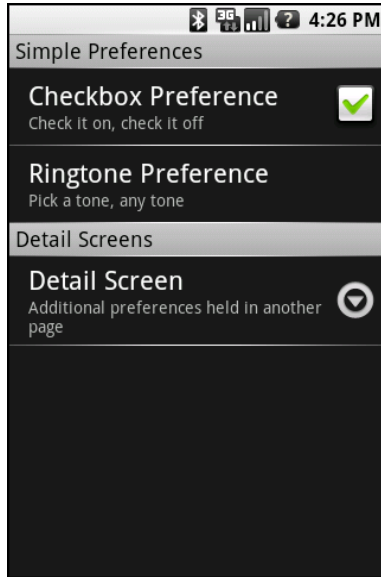 3G ? 4:26 PM
Simple Preferences
Checkbox Preference
Check it on, check it off
Ringtone Preference
Pick a tone, any tone
Detail Screens
Detail Screen
Additional preferences held in another
page